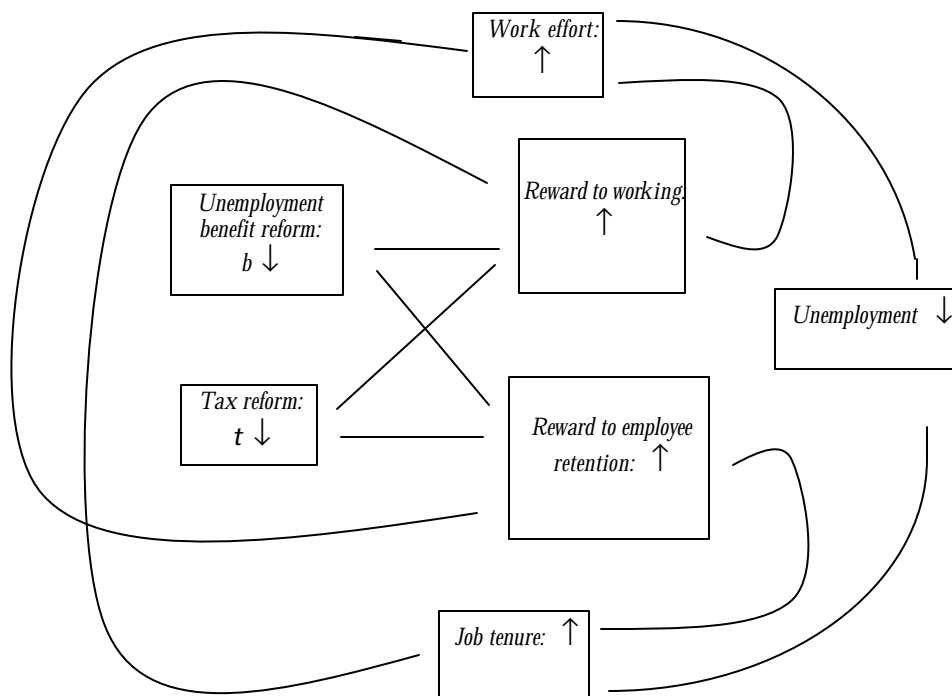 Work effort:
↑
Reward to working:
↑
Unemployment
benefit reform:
b ↓
Unemployment ↓
Tax reform:
t ↓
Reward to employee
retention: ↑
Job tenure: ↑